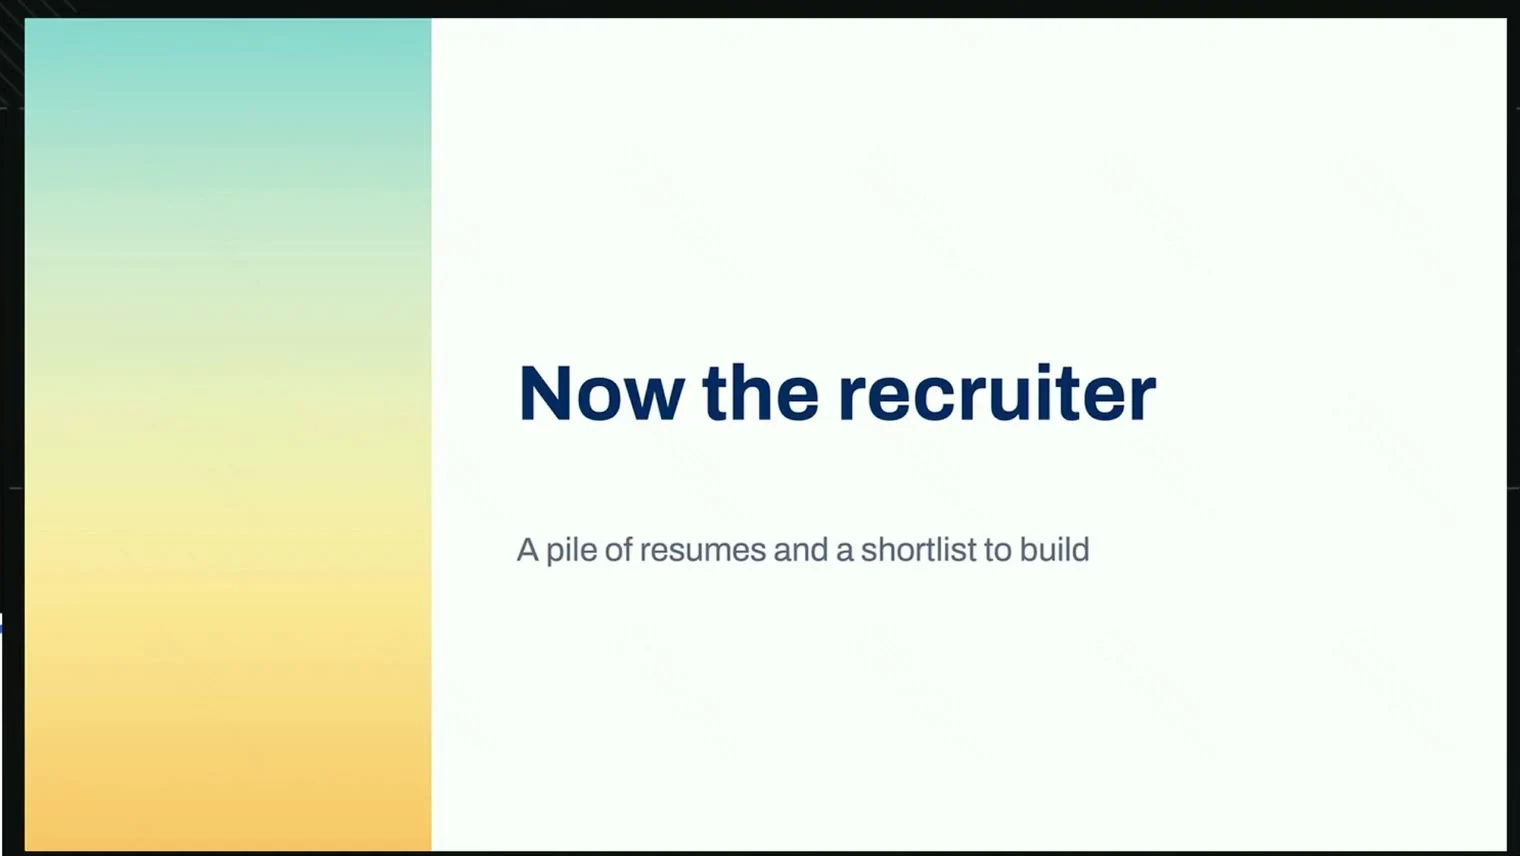 Now the recruiter
A pile of resumes and a shortlist to build